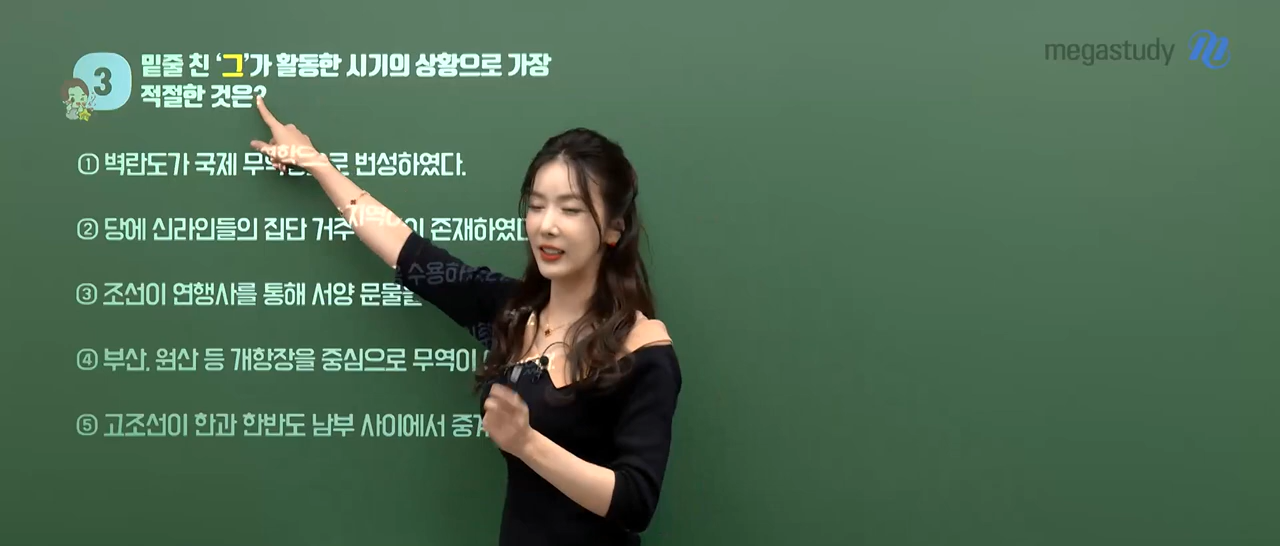 megastudy
3
밑줄 친 '그'가 활동한 시기의 상황으로 가장
적절한 것은?
① 벽란도가 국제 무역항으로 번성하였다.
② 당에 신라인들의 집단 거주 지역이 존재하였다
③ 조선이 연행사를 통해 서양 문물을 수용하
④ 부산, 원산 등 개항장을 중심으로 무역이
⑤ 고조선이 한과 한반도 남부 사이에서 중계